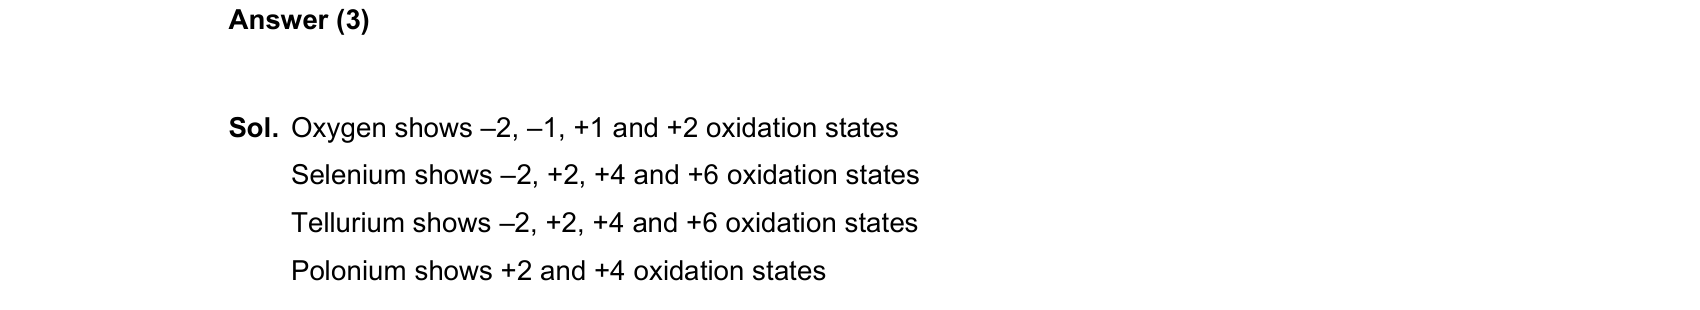 Answer (3)
Sol. Oxygen shows –2, –1, +1 and +2 oxidation states
Selenium shows –2, +2, +4 and +6 oxidation states
Tellurium shows –2, +2, +4 and +6 oxidation states
Polonium shows +2 and +4 oxidation states